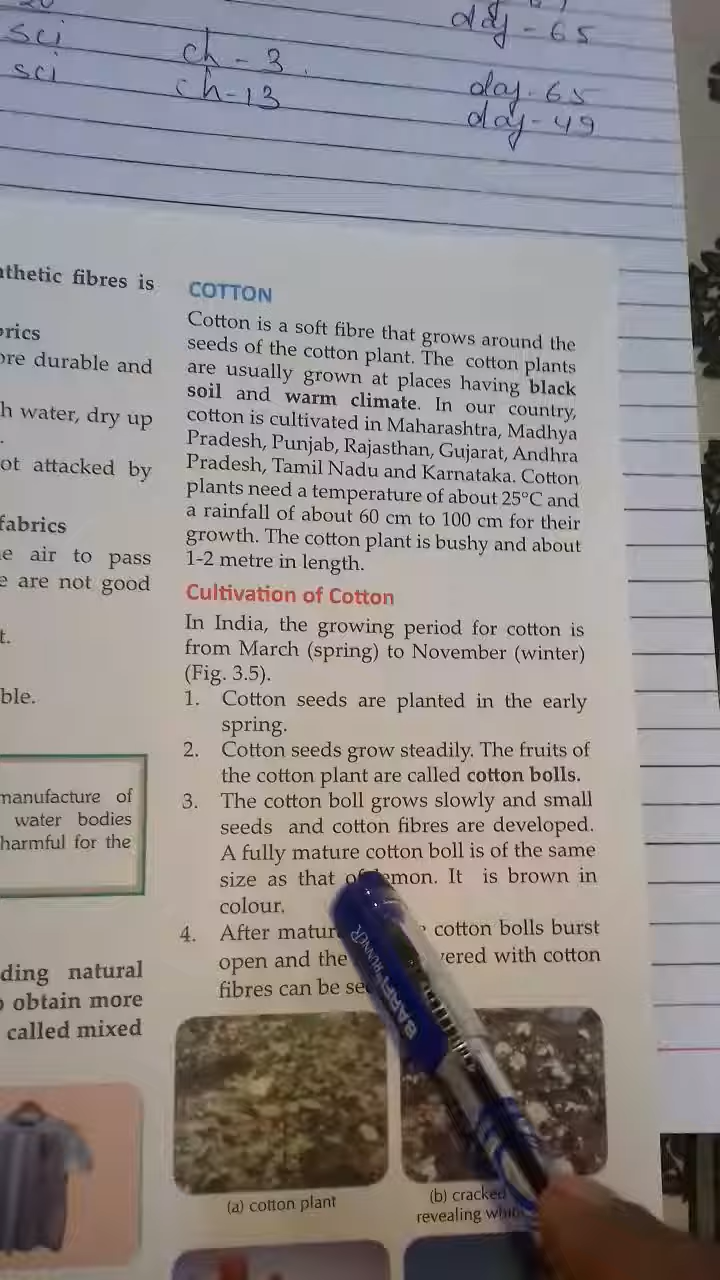 day - 65
sci ch - 3 .
day - 65
sci ch - 13
day - 49
nthetic fibres is
orics
ore durable and
h water, dry up
.
ot attacked by
fabrics
e air to pass
e are not good
t.
ble.
manufacture of
water bodies
harmful for the
ding natural
o obtain more
called mixed
COTTON
Cotton is a soft fibre that grows around the
seeds of the cotton plant. The cotton plants
are usually grown at places having black
soil and warm climate. In our country,
cotton is cultivated in Maharashtra, Madhya
Pradesh, Punjab, Rajasthan, Gujarat, Andhra
Pradesh, Tamil Nadu and Karnataka. Cotton
plants need a temperature of about 25°C and
a rainfall of about 60 cm to 100 cm for their
growth. The cotton plant is bushy and about
1-2 metre in length.
Cultivation of Cotton
In India, the growing period for cotton is
from March (spring) to November (winter)
(Fig. 3.5).
1. Cotton seeds are planted in the early
spring.
2. Cotton seeds grow steadily. The fruits of
the cotton plant are called cotton bolls.
3. The cotton boll grows slowly and small
seeds and cotton fibres are developed.
A fully mature cotton boll is of the same
size as that of lemon. It is brown in
colour.
4. After matur cotton bolls burst
open and the vered with cotton
fibres can be se
(a) cotton plant
(b) cracked
revealing
RUNNER